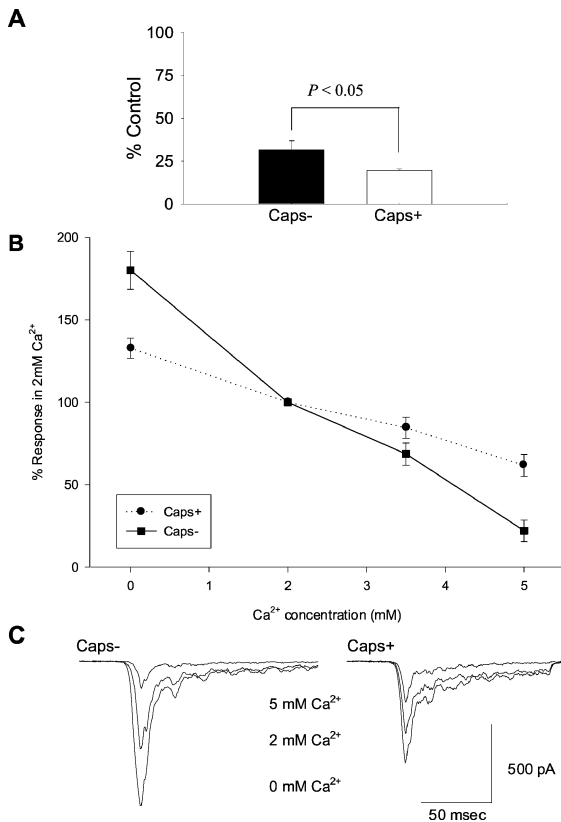 A
100
75
50
25
0
% Control
P < 0.05
Caps- Caps+
B
200
150
100
50
0
% Response in 2mM Ca²⁺
Caps+
Caps-
0 1 2 3 4 5
Ca²⁺ concentration (mM)
C
Caps- Caps+
5 mM Ca²⁺
2 mM Ca²⁺
0 mM Ca²⁺
500 pA
50 msec